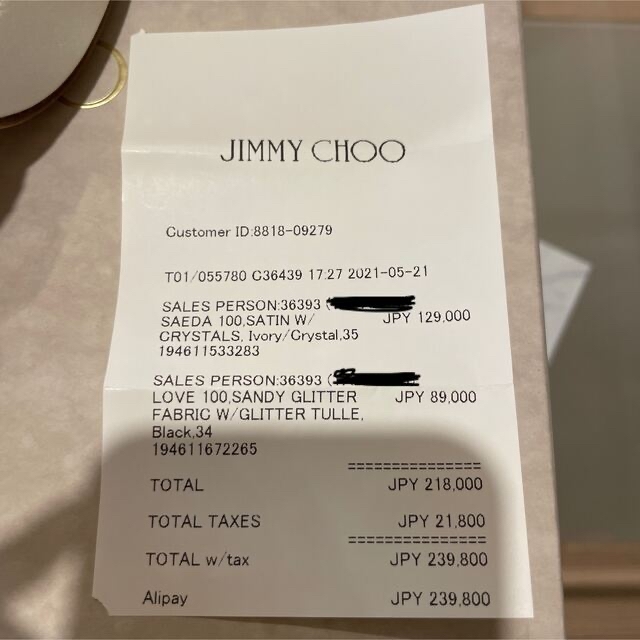 JIMMY CHOO
Customer ID:8818-09279
T01/055780 C36439 17:27 2021-05-21
SALES PERSON:36393 (
SAEDA 100,SATIN W/ JPY 129,000
CRYSTALS, Ivory/Crystal,35
194611533283
SALES PERSON:36393 (
LOVE 100,SANDY GLITTER JPY 89,000
FABRIC W/GLITTER TULLE,
Black,34
194611672265
===============
TOTAL JPY 218,000
TOTAL TAXES JPY 21,800
===============
TOTAL w/tax JPY 239,800
Alipay JPY 239,800